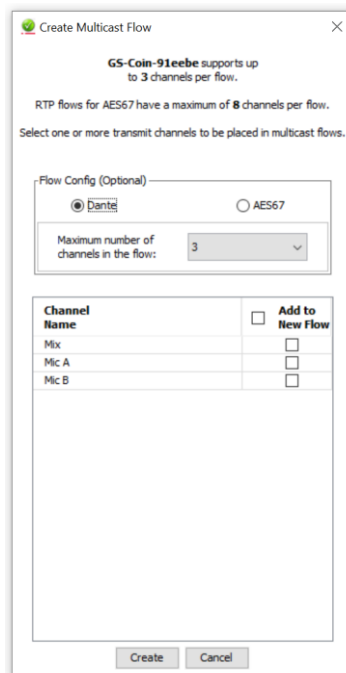 Create Multicast Flow
GS-Coin-91eebe supports up
to 3 channels per flow.
RTP flows for AES67 have a maximum of 8 channels per flow.
Select one or more transmit channels to be placed in multicast flows.
Flow Config (Optional)
Dante
AES67
Maximum number of
channels in the flow:
3
Channel
Name
Add to
New Flow
Mix
Mic A
Mic B
Create
Cancel